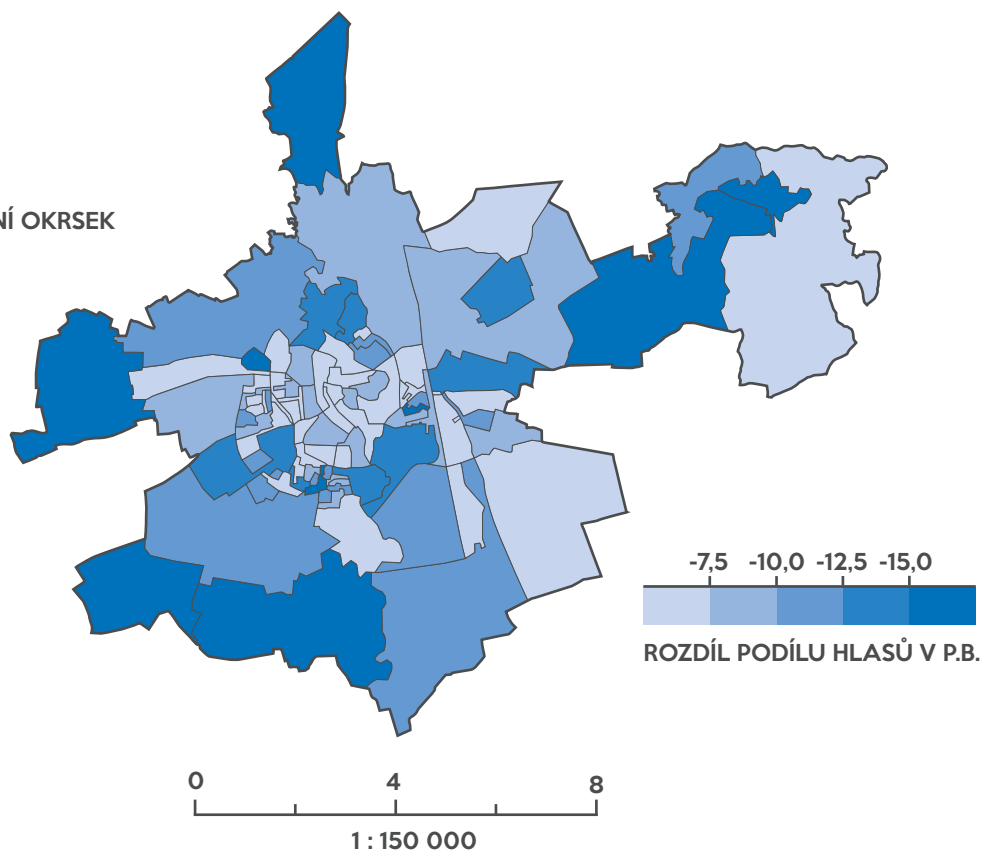 NÍ OKRSEK
-7,5 -10,0 -12,5 -15,0
ROZDÍL PODÍLU HLASŮ V P.B.
0 4 8
1 : 150 000